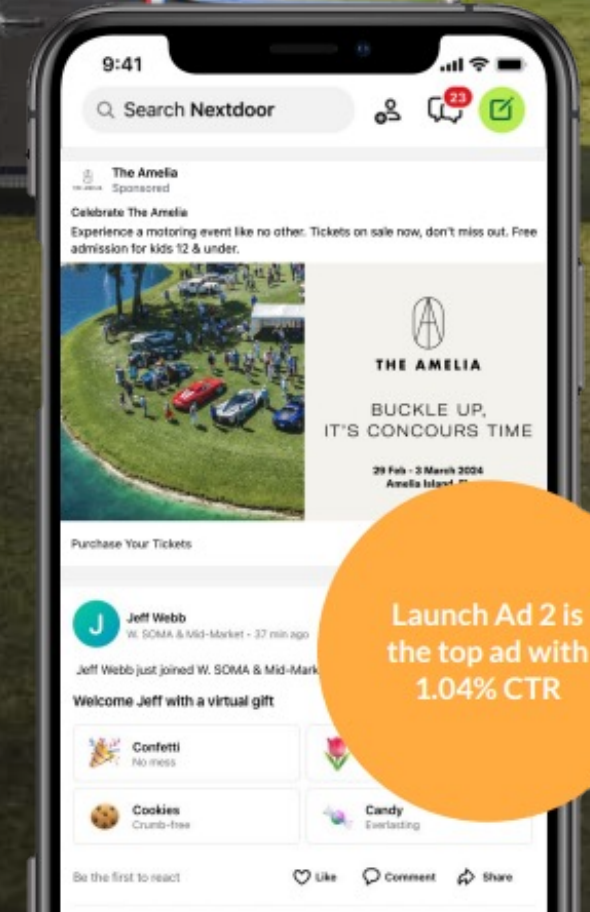 9:41
Search Nextdoor
23
The Amelia
Sponsored
Celebrate The Amelia
Experience a motoring event like no other. Tickets on sale now, don't miss out. Free
admission for kids 12 & under.
THE AMELIA
BUCKLE UP,
IT'S CONCOURS TIME
29 Feb - 3 March 2024
Amelia Island,
Purchase Your Tickets
Launch Ad 2 is
the top ad with
1.04% CTR
J
Jeff Webb
W. SOMA & Mid-Market - 37 min ago
Jeff Webb just joined W. SOMA & Mid-Mark
Welcome Jeff with a virtual gift
Confetti
No mess
Cookies
Crumb-free
Candy
Everlasting
Be the first to react
Like
Comment
Share